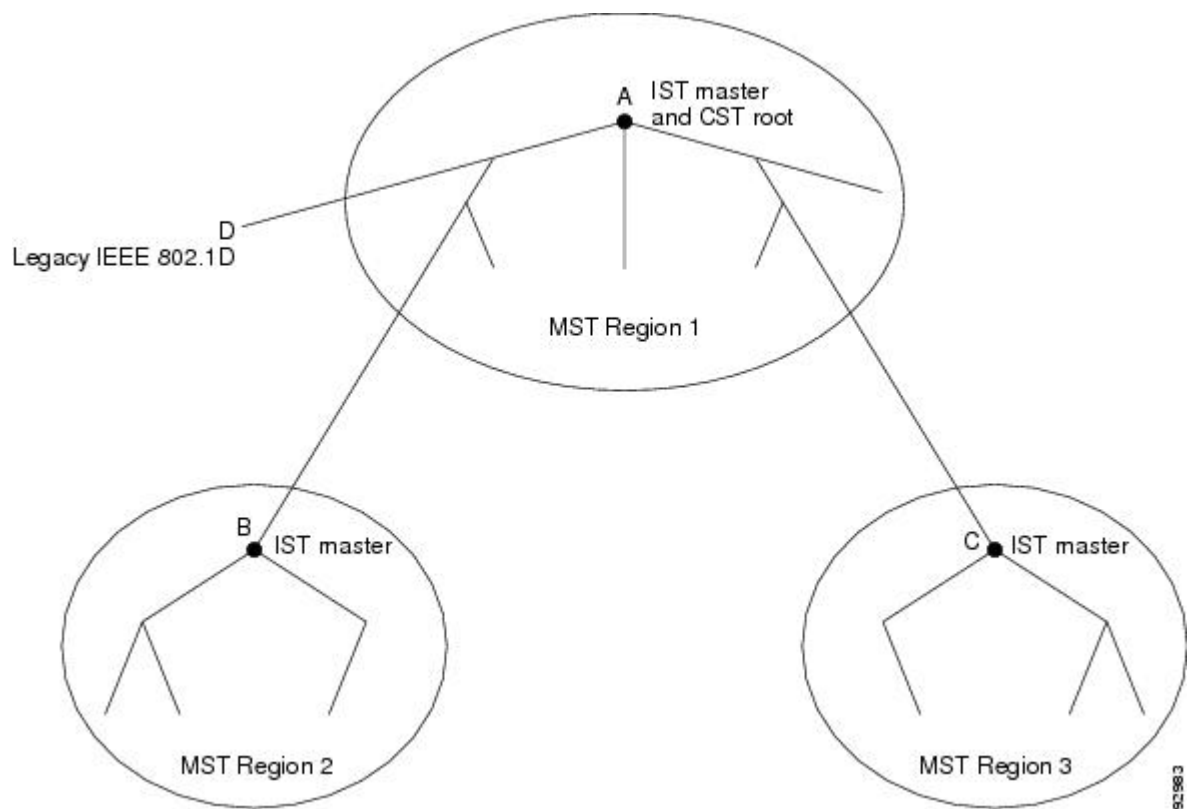 A
IST master
and CST root
D
Legacy IEEE 802.1D
MST Region 1
B
IST master
C
IST master
MST Region 2
MST Region 3
92983